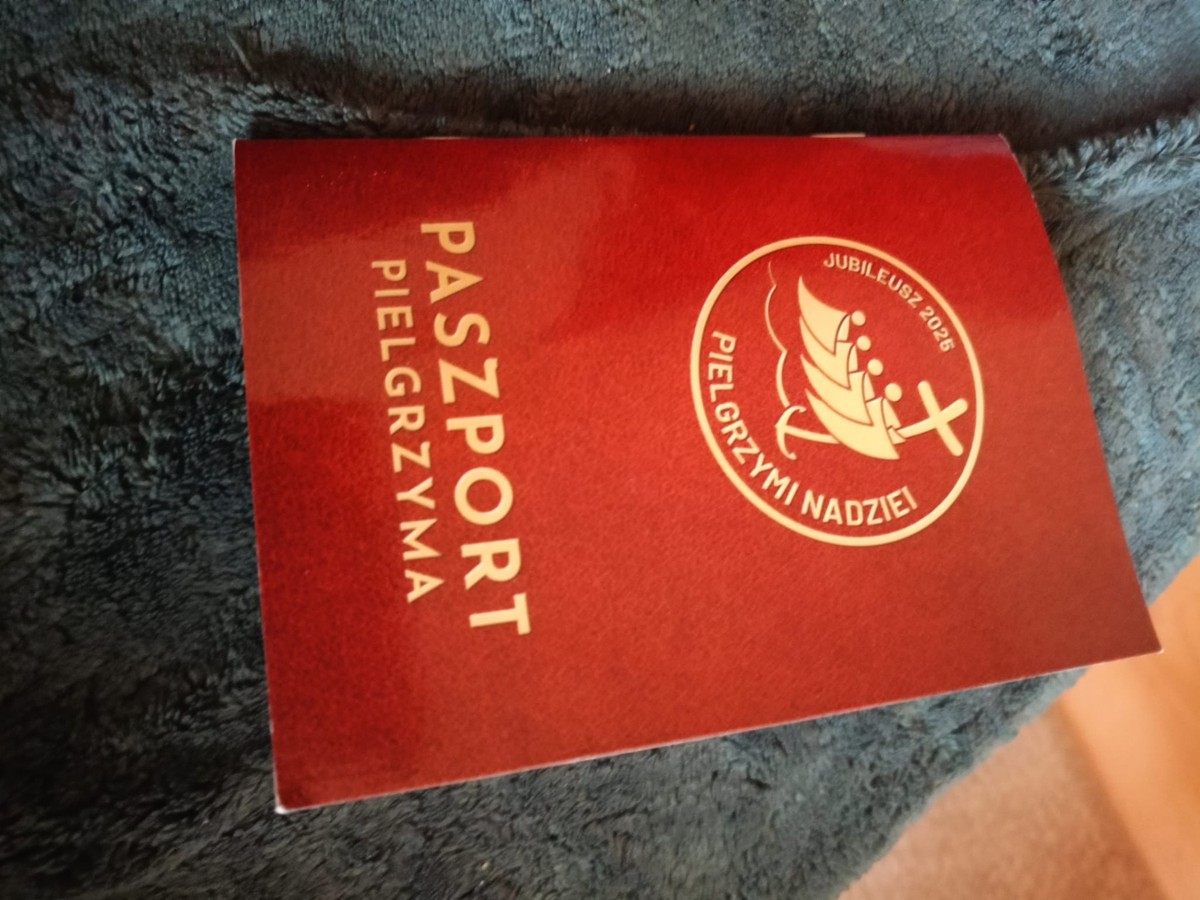 JUBILEUSZ 2025
PIELGRZYMI NADZIEI
PASZPORT
PIELGRZYMA